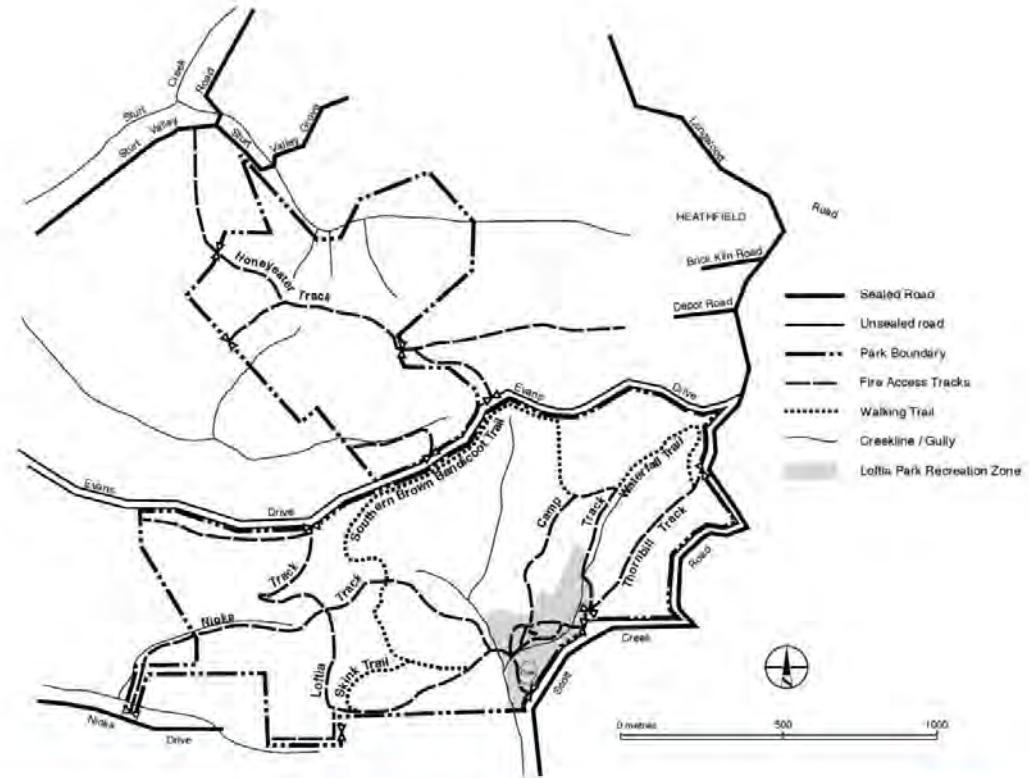 Sturt
Creek
Road
Sturt
Valley
Sturt
Valley
Going
Longwood
Road
HEATHFIELD
Brick Kiln Road
Depot Road
Honeyeater Track
Sealed Road
Unsealed road
Park Boundary
Fire Access Tracks
Walking Trail
Creekline / Gully
Loftia Park Recreation Zone
Evans
Drive
Southern Brown Bandicoot Trail
Waterfall Trail
Camp
Track
Thornbill Track
Evans
Drive
Track
Track
Nioka
Loftia
Skink Trail
Road
Creek
Scott
Nioka
Drive
0 metres
500
1000